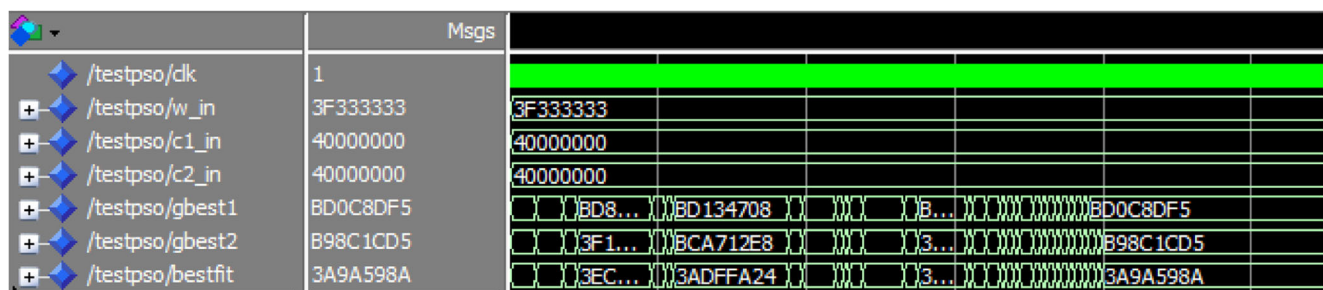 Msgs
/testpso/clk 1
/testpso/w_in 3F333333 3F333333
/testpso/c1_in 40000000 40000000
/testpso/c2_in 40000000 40000000
/testpso/gbest1 BD0C8DF5 BD8... BD134708 B... BD0C8DF5
/testpso/gbest2 B98C1CD5 3F1... BCA712E8 3... B98C1CD5
/testpso/bestfit 3A9A598A 3EC... 3ADFFA24 3... 3A9A598A